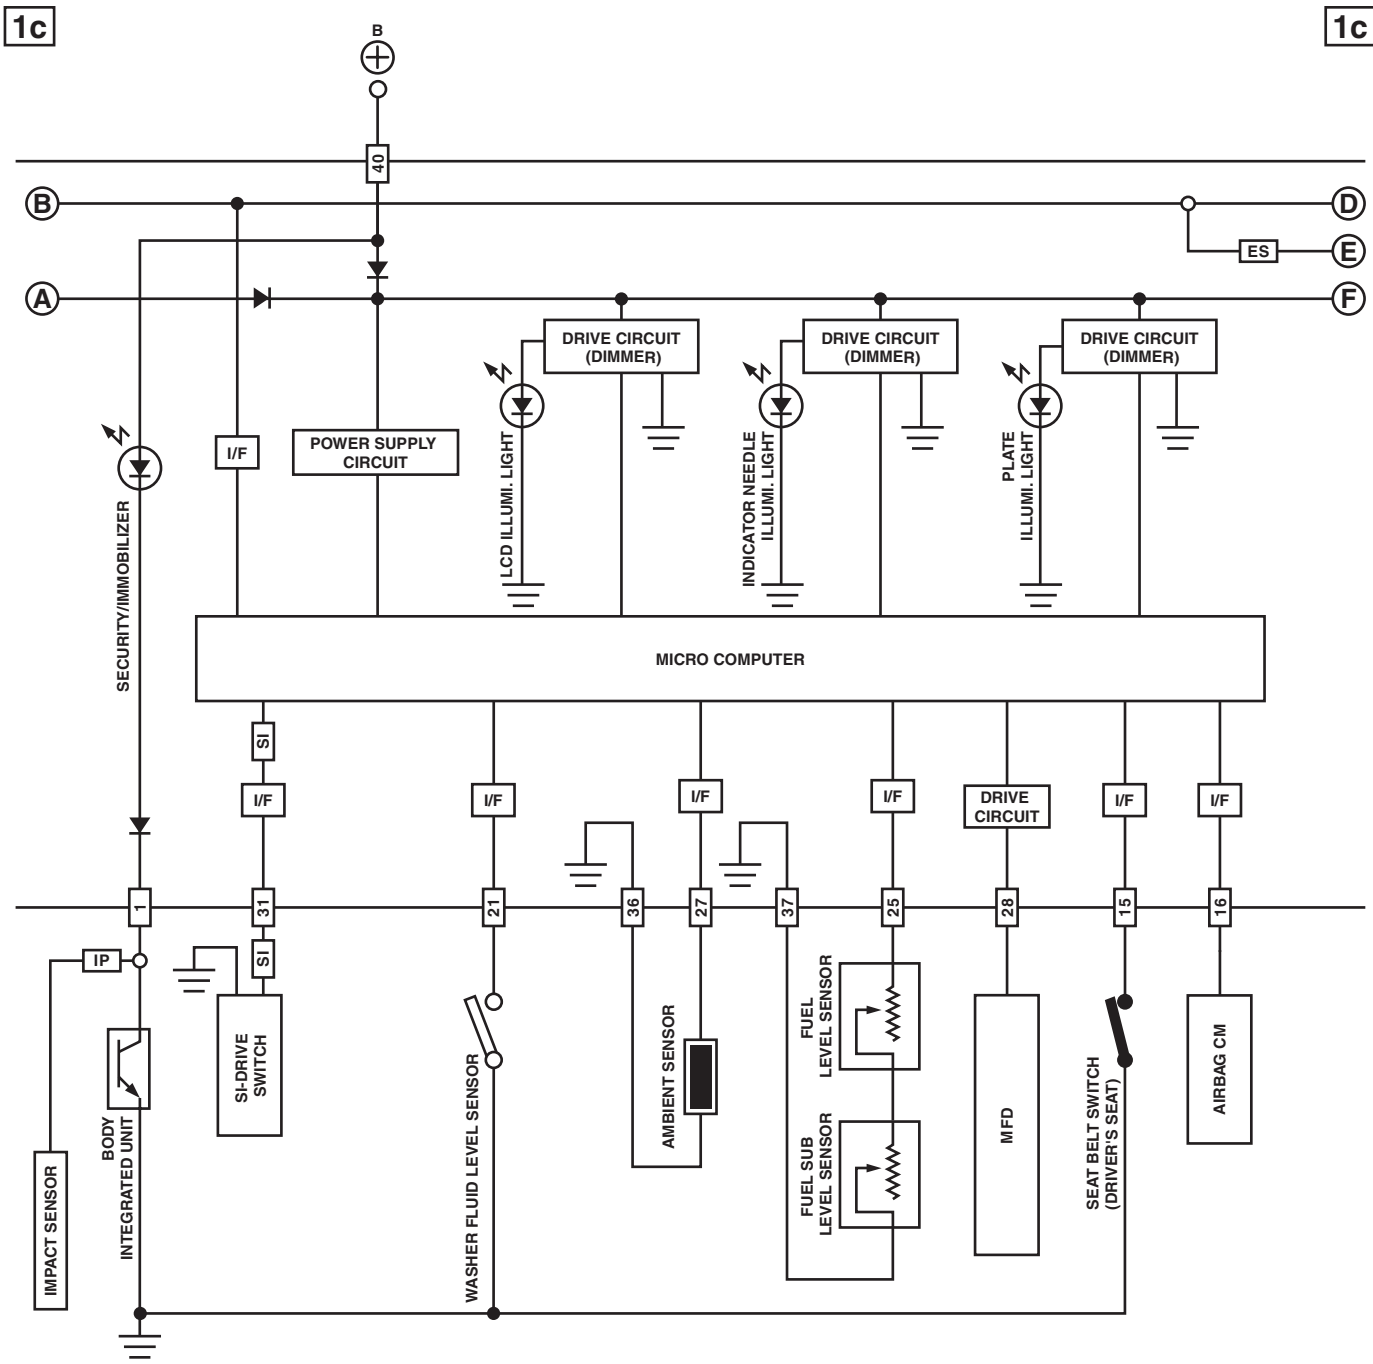 1c
1c
B
40
B
D
ES
E
A
F
DRIVE CIRCUIT
(DIMMER)
DRIVE CIRCUIT
(DIMMER)
DRIVE CIRCUIT
(DIMMER)
I/F
POWER SUPPLY
CIRCUIT
LCD ILLUMI. LIGHT
INDICATOR NEEDLE
ILLUMI. LIGHT
PLATE
ILLUMI. LIGHT
SECURITY/IMMOBILIZER
MICRO COMPUTER
SI
I/F
I/F
I/F
I/F
DRIVE
CIRCUIT
I/F
I/F
1
31
21
36
27
37
25
28
15
16
IP
SI
IMPACT SENSOR
BODY
INTEGRATED UNIT
SI-DRIVE
SWITCH
WASHER FLUID LEVEL SENSOR
AMBIENT SENSOR
FUEL
LEVEL SENSOR
FUEL SUB
LEVEL SENSOR
MFD
SEAT BELT SWITCH
(DRIVER'S SEAT)
AIRBAG CM